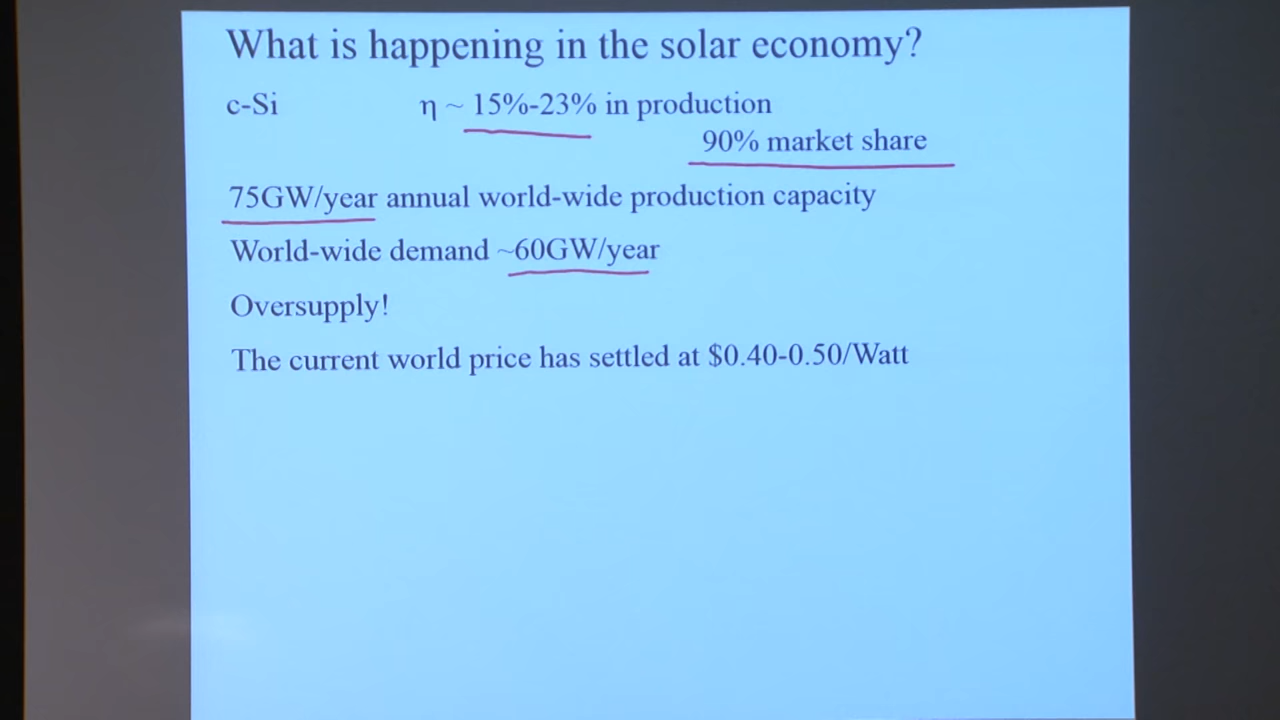 What is happening in the solar economy?
c-Si η ~ 15%-23% in production
90% market share
75GW/year annual world-wide production capacity
World-wide demand ~60GW/year
Oversupply!
The current world price has settled at $0.40-0.50/Watt